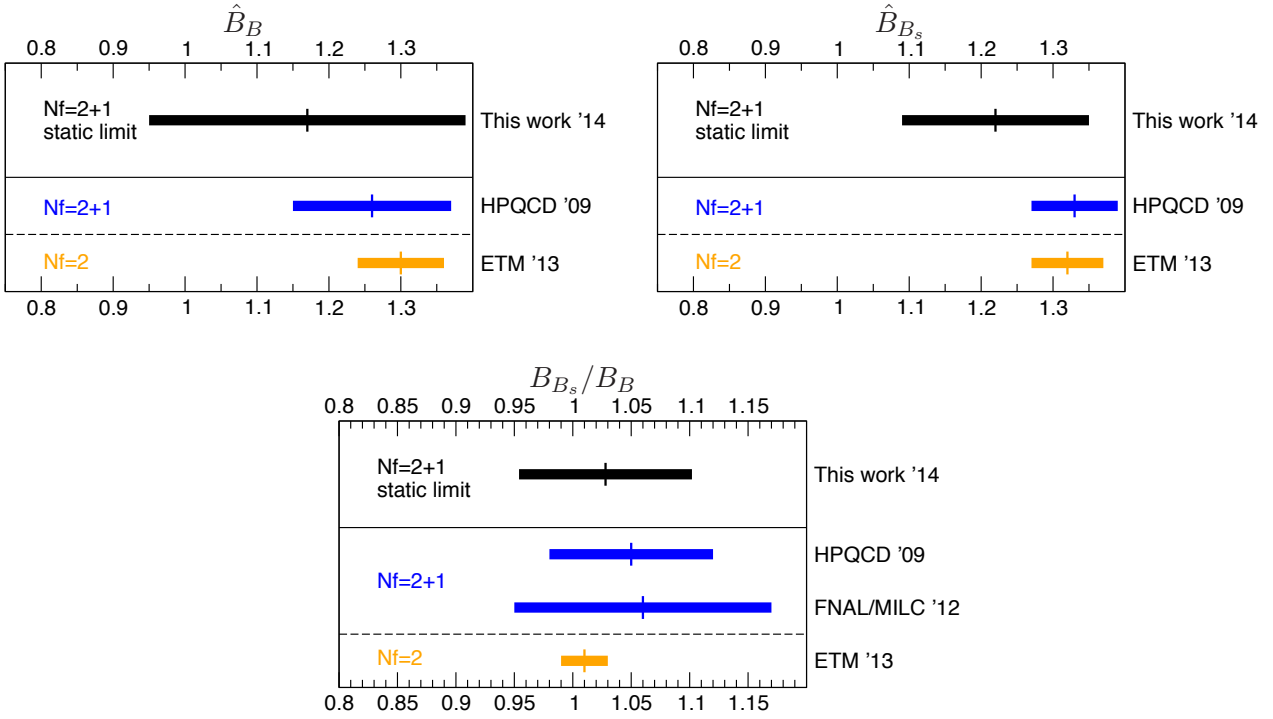 B̂_B
0.8 0.9 1 1.1 1.2 1.3
Nf=2+1
static limit
This work '14
Nf=2+1
HPQCD '09
Nf=2
ETM '13
0.8 0.9 1 1.1 1.2 1.3
B̂_{B_s}
0.8 0.9 1 1.1 1.2 1.3
Nf=2+1
static limit
This work '14
Nf=2+1
HPQCD '09
Nf=2
ETM '13
0.8 0.9 1 1.1 1.2 1.3
B_{B_s}/B_B
0.8 0.85 0.9 0.95 1 1.05 1.1 1.15
Nf=2+1
static limit
This work '14
HPQCD '09
Nf=2+1
FNAL/MILC '12
Nf=2
ETM '13
0.8 0.85 0.9 0.95 1 1.05 1.1 1.15